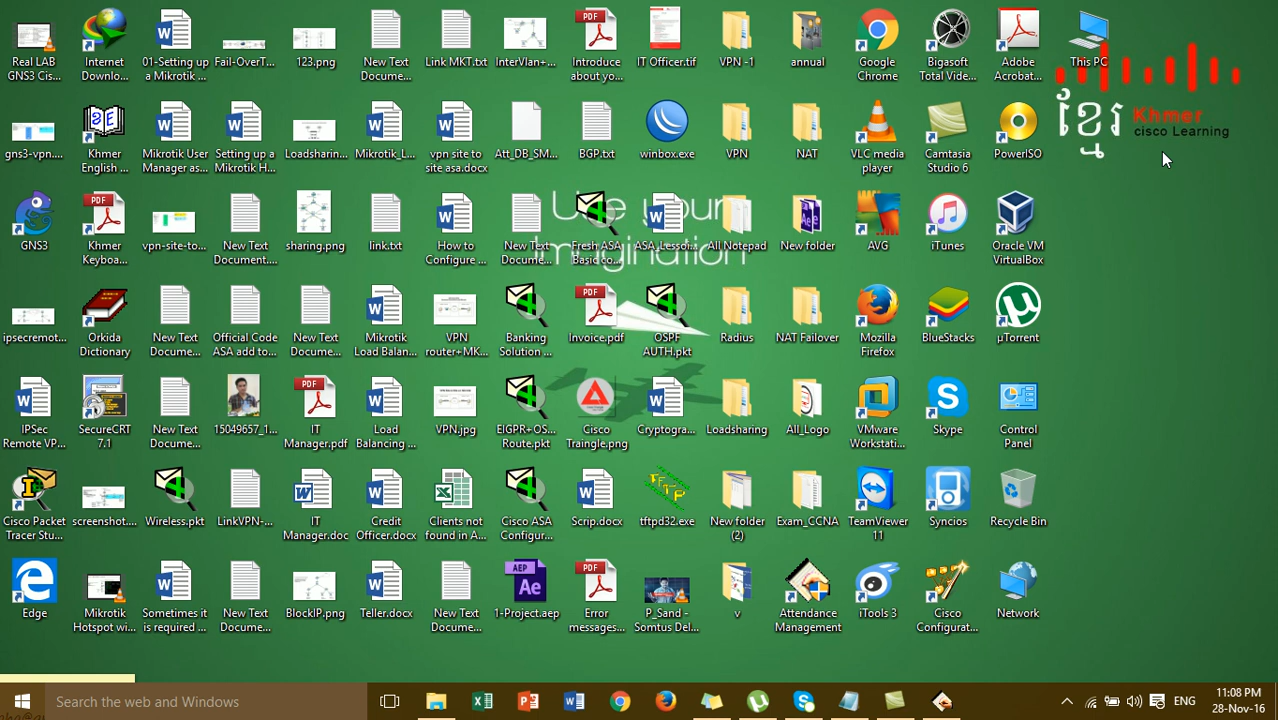 Real LAB GNS3 Cis...
Internet Downlo...
01-Setting up a Mikrotik ...
Fail-OverT...
123.png
New Text Docume...
Link MKT.txt
InterVlan+...
Introduce about yo...
IT Officer.tif
VPN -1
annual
Google Chrome
Bigasoft Total Vide...
Adobe Acrobat...
This PC
gns3-vpn....
Khmer English ...
Mikrotik User Manager as...
Setting up a Mikrotik H...
Loadsharin...
Mikrotik_L...
vpn site to site asa.docx
Att_DB_SM...
BGP.txt
winbox.exe
VPN
NAT
VLC media player
Camtasia Studio 6
PowerISO
ខ្មែរ
Khmer
cisco Learning
GNS3
Khmer Keyboa...
vpn-site-to...
New Text Document....
sharing.png
link.txt
How to Configure ...
New Text Docume...
Fresh ASA Basic co...
ASA_Lesso...
All Notepad
New folder
AVG
iTunes
Oracle VM VirtualBox
Use your
Imagination
ipsecremot...
Orkida Dictionary
New Text Docume...
Official Code ASA add to...
New Text Docume...
Mikrotik Load Balan...
VPN router+MK...
Banking Solution ...
Invoice.pdf
OSPF AUTH.pkt
Radius
NAT Failover
Mozilla Firefox
BlueStacks
µTorrent
IPSec Remote VP...
SecureCRT 7.1
New Text Docume...
15049657_1...
IT Manager.pdf
Load Balancing ...
VPN.jpg
EIGPR+OS... Route.pkt
Cisco Traingle.png
Cryptogra...
Loadsharing
All_Logo
VMware Workstati...
Skype
Control Panel
Cisco Packet Tracer Stu...
screenshot....
Wireless.pkt
LinkVPN-...
IT Manager.doc
Credit Officer.docx
Clients not found in A...
Cisco ASA Configur...
Scrip.docx
tftpd32.exe
New folder (2)
Exam_CCNA
TeamViewer 11
Syncios
Recycle Bin
Edge
Mikrotik Hotspot wi...
Sometimes it is required ...
New Text Docume...
BlockIP.png
Teller.docx
New Text Docume...
1-Project.aep
Error messages...
P_Sand - Somtus Del...
v
Attendance Management
iTools 3
Cisco Configurat...
Network
Search the web and Windows
ENG
11:08 PM
28-Nov-16